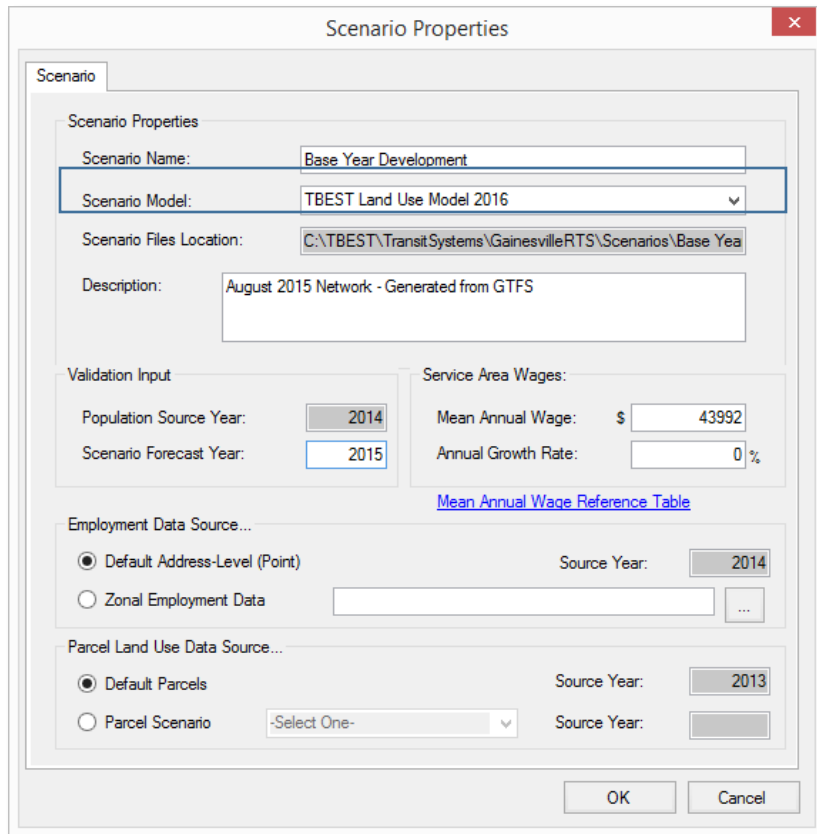 Scenario Properties
Scenario
Scenario Properties
Scenario Name: Base Year Development
Scenario Model: TBEST Land Use Model 2016
Scenario Files Location: C:\TBEST\TransitSystems\GainesvilleRTS\Scenarios\Base Yea
Description: August 2015 Network - Generated from GTFS
Validation Input
Population Source Year: 2014
Scenario Forecast Year: 2015
Service Area Wages:
Mean Annual Wage: $ 43992
Annual Growth Rate: 0 %
Mean Annual Wage Reference Table
Employment Data Source...
Default Address-Level (Point) Source Year: 2014
Zonal Employment Data ...
Parcel Land Use Data Source...
Default Parcels Source Year: 2013
Parcel Scenario -Select One- Source Year:
OK Cancel